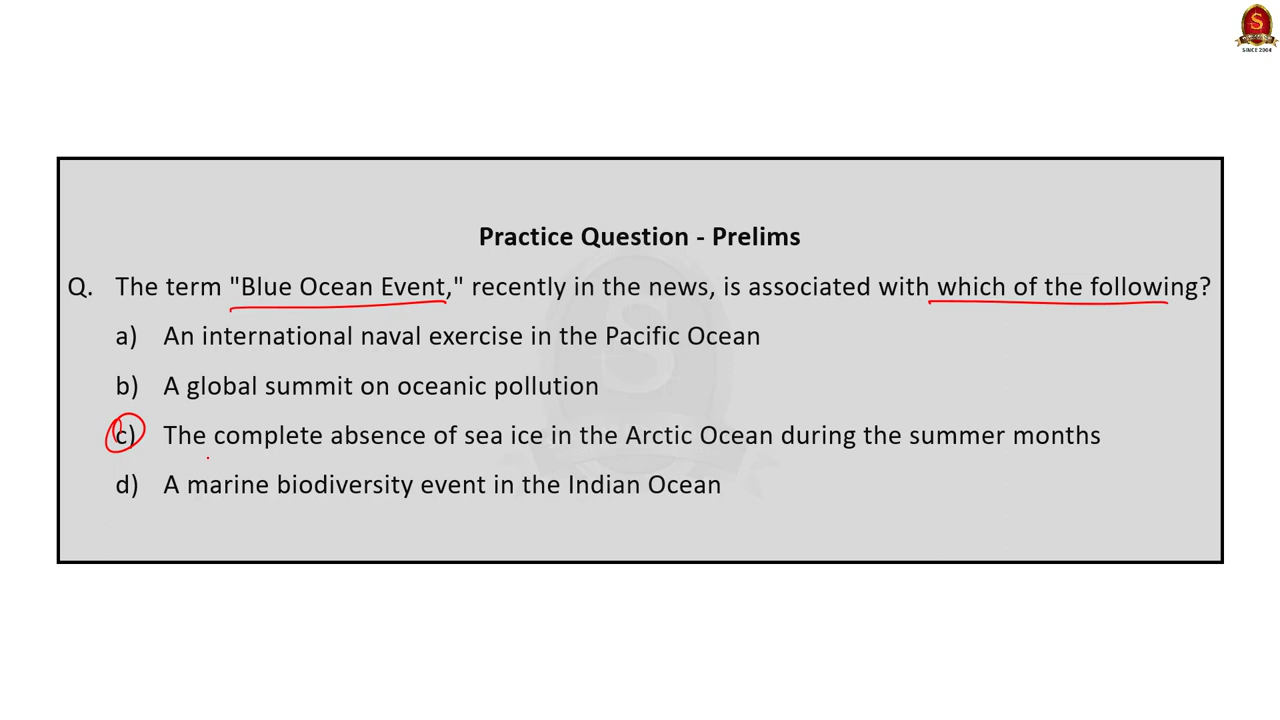 S
SINCE 2004
Practice Question - Prelims
Q. The term "Blue Ocean Event," recently in the news, is associated with which of the following?
a) An international naval exercise in the Pacific Ocean
b) A global summit on oceanic pollution
c) The complete absence of sea ice in the Arctic Ocean during the summer months
d) A marine biodiversity event in the Indian Ocean